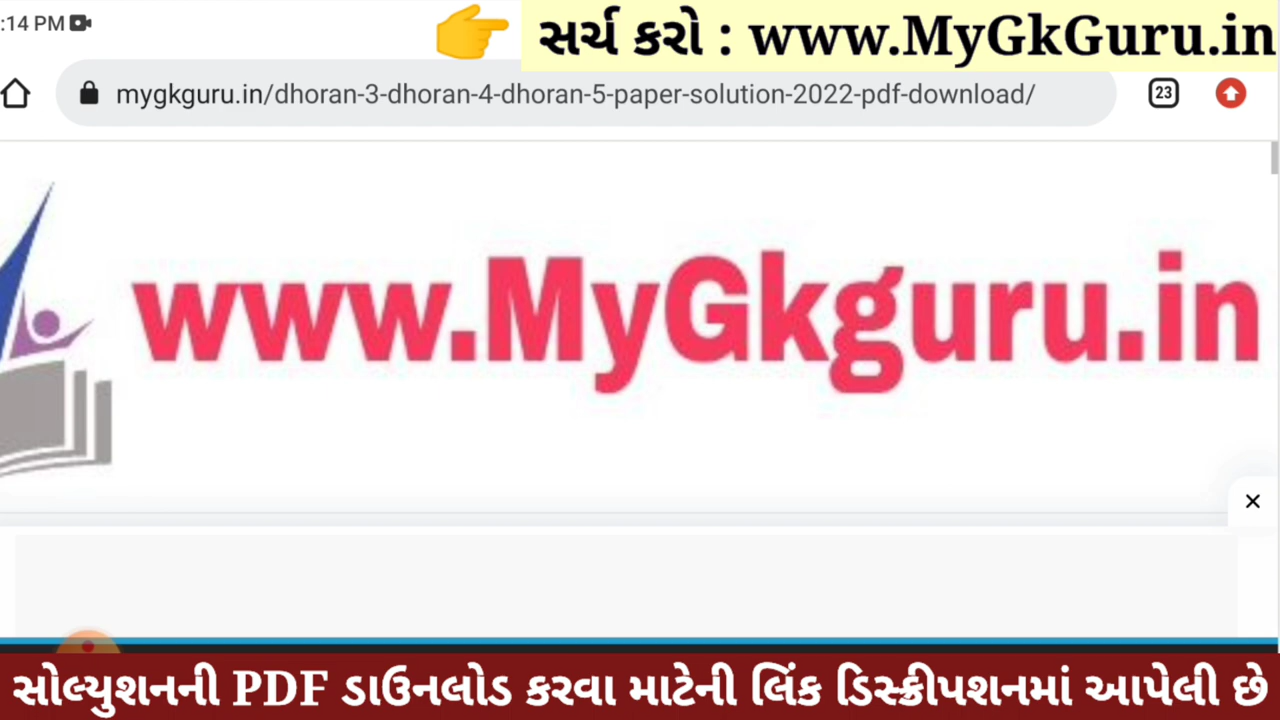 :14 PM
સર્ચ કરો : www.MyGkGuru.in
mygkguru.in/dhoran-3-dhoran-4-dhoran-5-paper-solution-2022-pdf-download/
23
www.MyGkguru.in
સોલ્યુશનની PDF ડાઉનલોડ કરવા માટેની લિંક ડિસ્ક્રીપશનમાં આપેલી છે